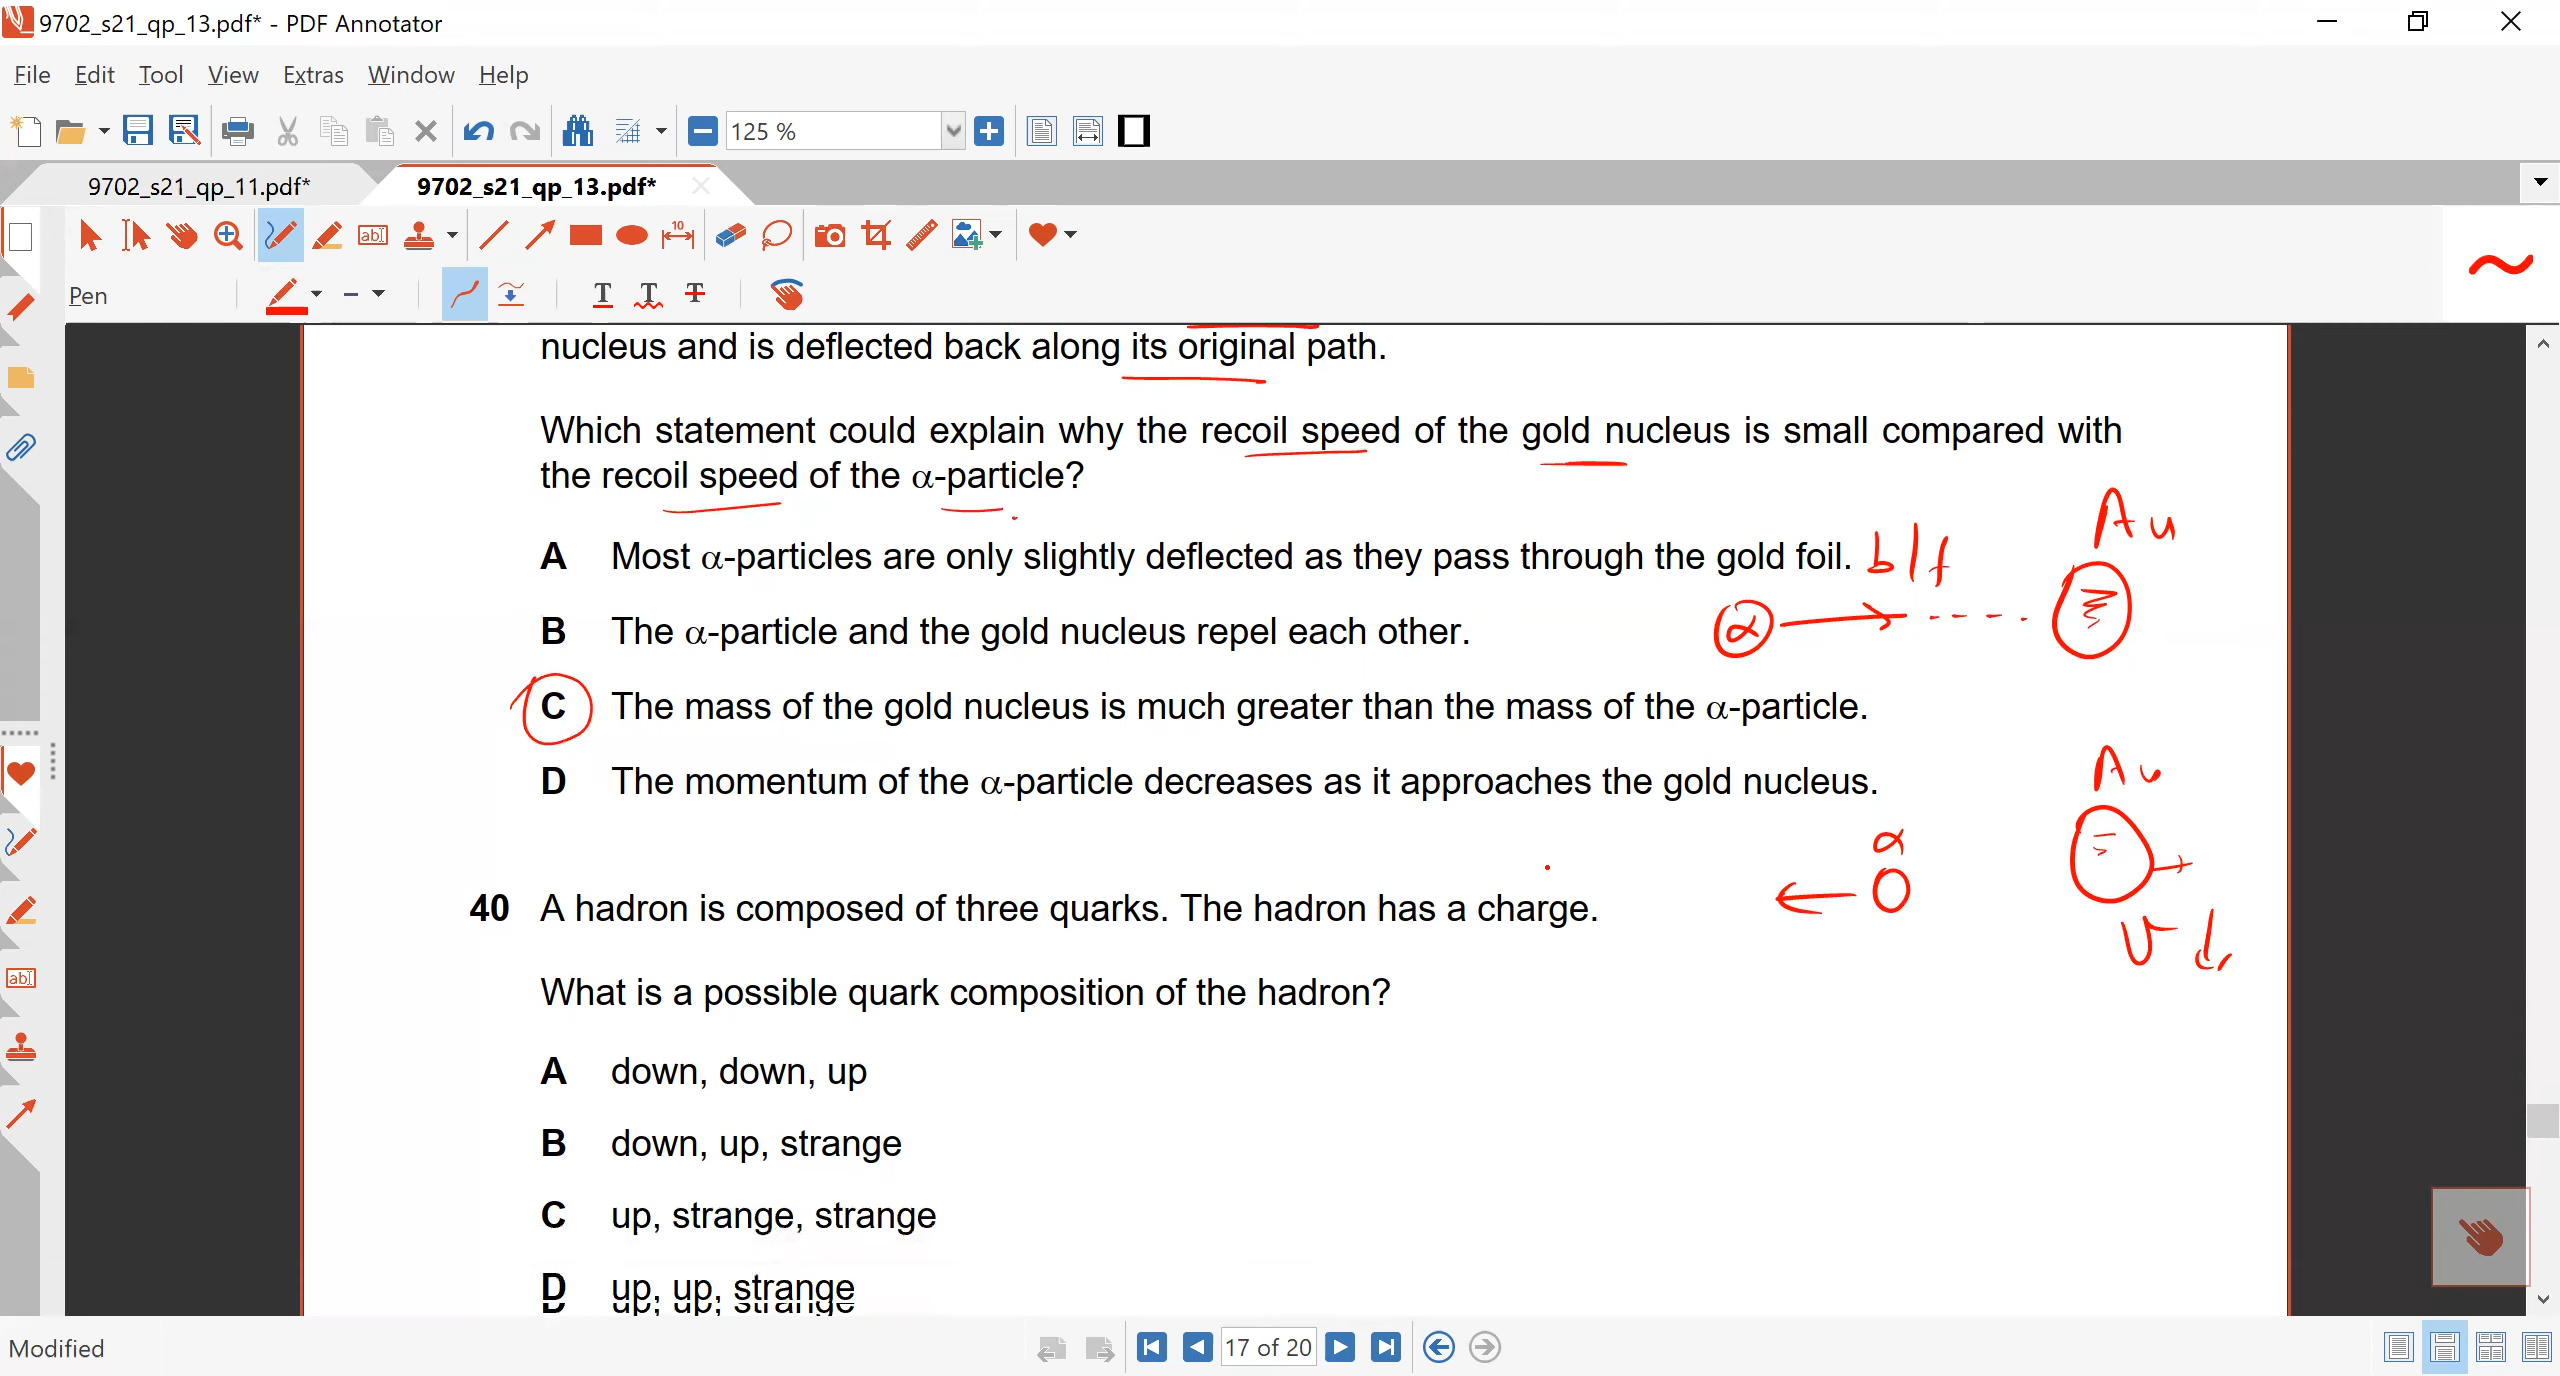 9702_s21_qp_13.pdf* - PDF Annotator
File Edit Tool View Extras Window Help
125 %
9702_s21_qp_11.pdf* 9702_s21_qp_13.pdf*
abI 10
Pen T T T
nucleus and is deflected back along its original path.
Which statement could explain why the recoil speed of the gold nucleus is small compared with
the recoil speed of the α-particle?
Au
A Most α-particles are only slightly deflected as they pass through the gold foil. b/f
B The α-particle and the gold nucleus repel each other. α
C The mass of the gold nucleus is much greater than the mass of the α-particle.
D The momentum of the α-particle decreases as it approaches the gold nucleus. Au
α
40 A hadron is composed of three quarks. The hadron has a charge.
abI
What is a possible quark composition of the hadron?
A down, down, up
B down, up, strange
C up, strange, strange
D up, up, strange
Modified 17 of 20